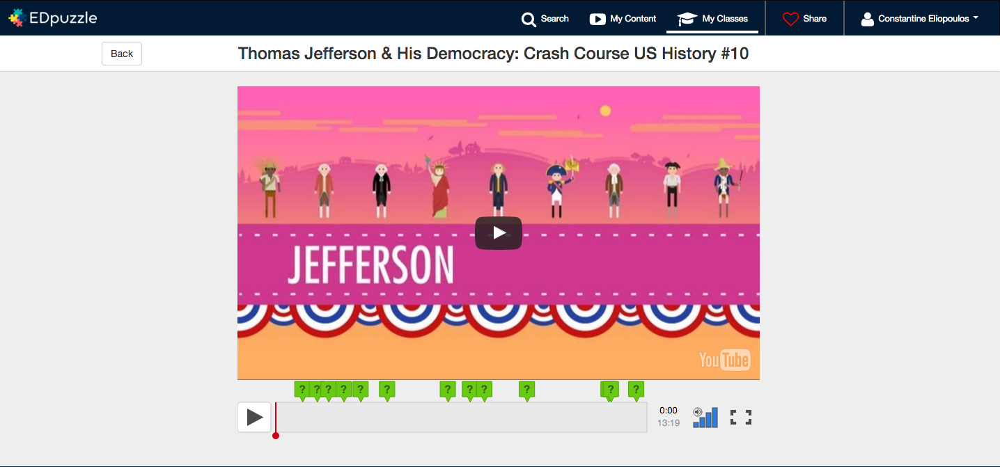 EDpuzzle
Search
My Content
My Classes
Share
Constantine Eliopoulos
Back
Thomas Jefferson & His Democracy: Crash Course US History #10
JEFFERSON
YouTube
? ? ? ? ? ? ? ? ? ? ? ?
0:00
13:19